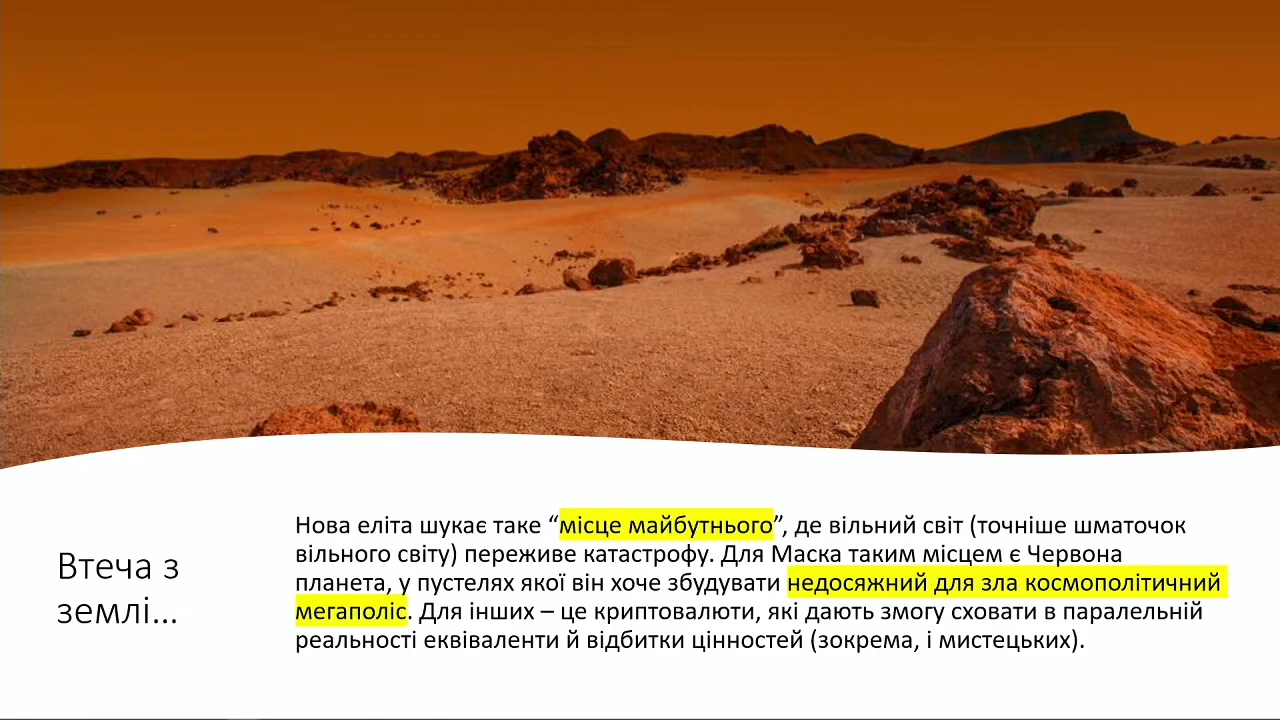 Втеча з
землі...
Нова еліта шукає таке “місце майбутнього”, де вільний світ (точніше шматочок
вільного світу) переживе катастрофу. Для Маска таким місцем є Червона
планета, у пустелях якої він хоче збудувати недосяжний для зла космополітичний
мегаполіс. Для інших – це криптовалюти, які дають змогу сховати в паралельній
реальності еквіваленти й відбитки цінностей (зокрема, і мистецьких).